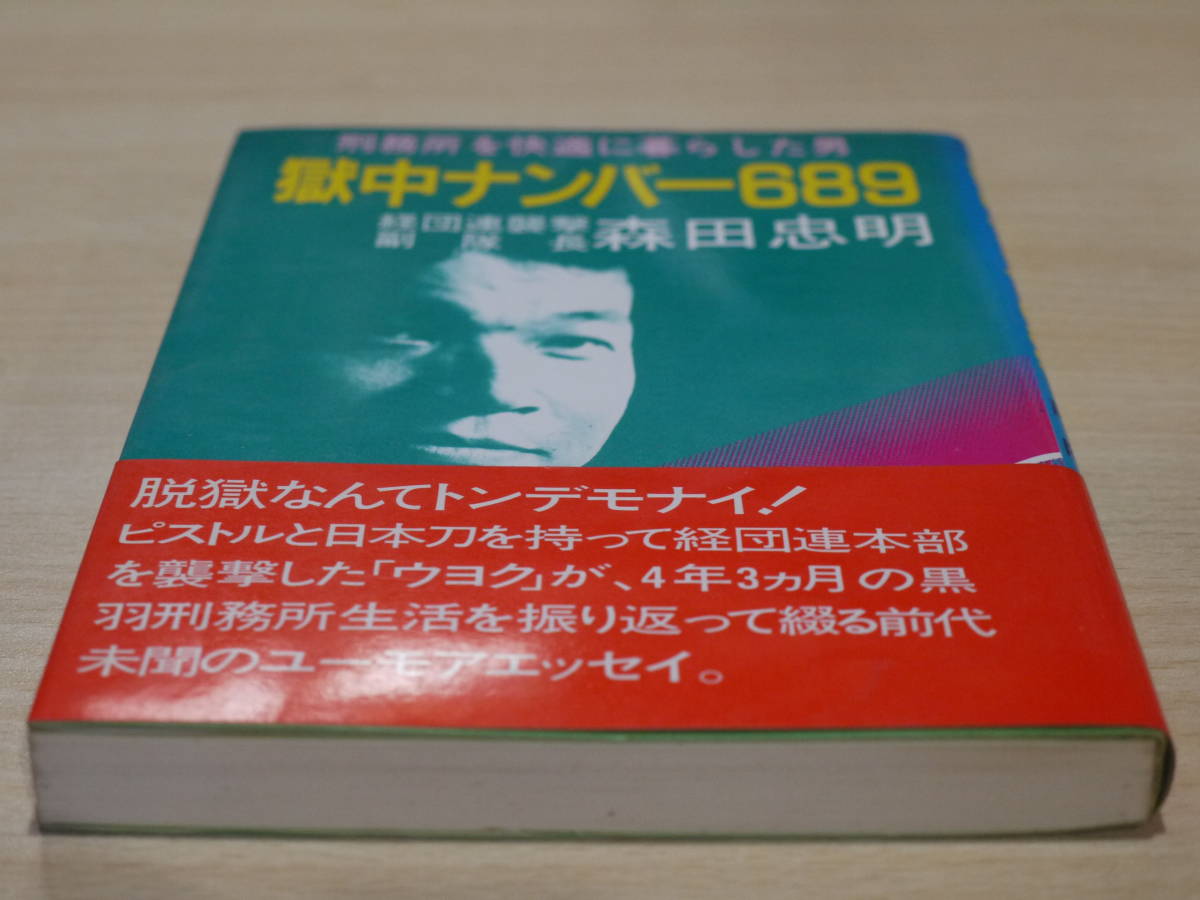 刑務所を快適に暮らした男
獄中ナンバー689
経団連襲撃
副隊長 森田忠明
脱獄なんてトンデモナイ!
ピストルと日本刀を持って経団連本部
を襲撃した「ウヨク」が、4年3ヵ月の黒
羽刑務所生活を振り返って綴る前代
未聞のユーモアエッセイ。